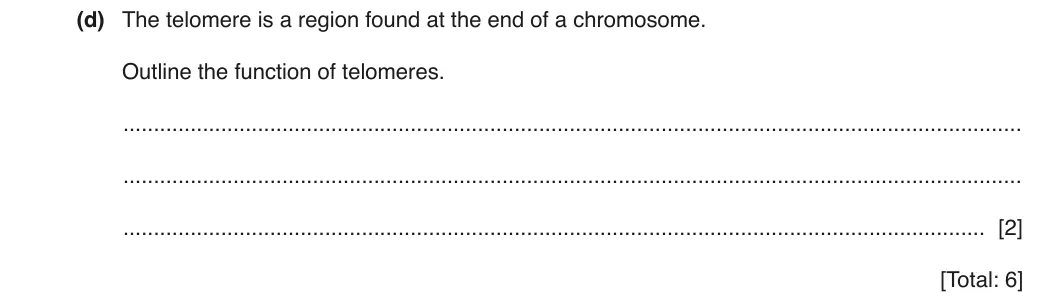 (d) The telomere is a region found at the end of a chromosome.
Outline the function of telomeres.
....................................................................................................................................................
....................................................................................................................................................
.............................................................................................................................................. [2]
[Total: 6]